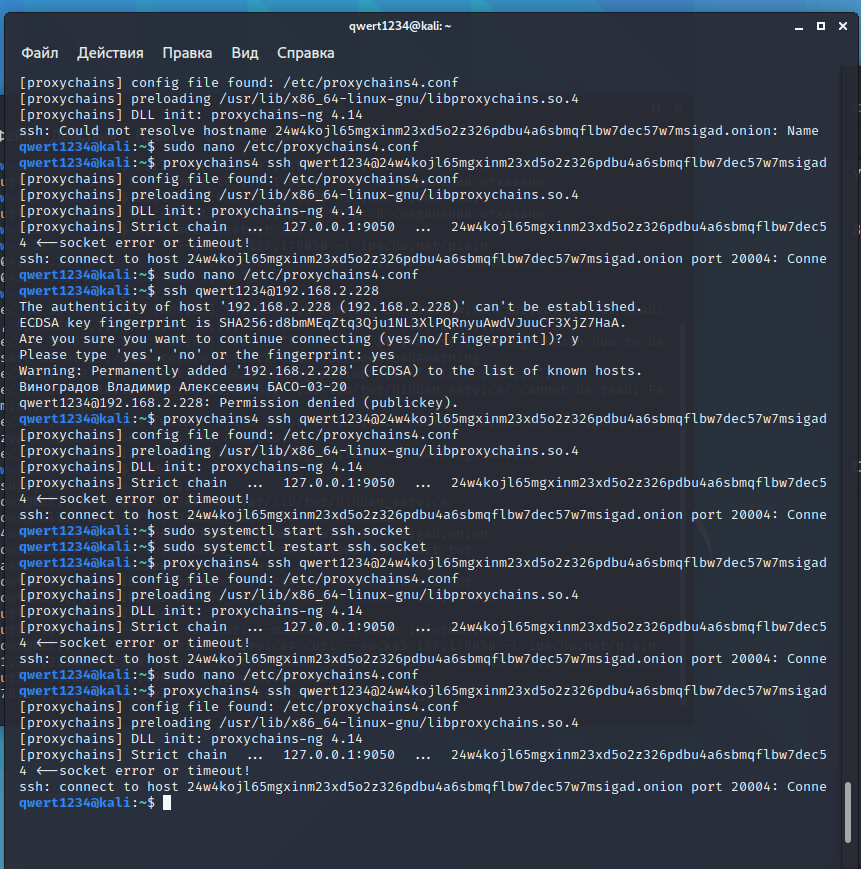 qwert1234@kali: ~
Файл Действия Правка Вид Справка
[proxychains] config file found: /etc/proxychains4.conf
[proxychains] preloading /usr/lib/x86_64-linux-gnu/libproxychains.so.4
[proxychains] DLL init: proxychains-ng 4.14
ssh: Could not resolve hostname 24w4kojl65mgxinm23xd5o2z326pdbu4a6sbmqflbw7dec57w7msigad.onion: Name
qwert1234@kali:~$ sudo nano /etc/proxychains4.conf
qwert1234@kali:~$ proxychains4 ssh qwert1234@24w4kojl65mgxinm23xd5o2z326pdbu4a6sbmqflbw7dec57w7msigad
[proxychains] config file found: /etc/proxychains4.conf
[proxychains] preloading /usr/lib/x86_64-linux-gnu/libproxychains.so.4
[proxychains] DLL init: proxychains-ng 4.14
[proxychains] Strict chain ... 127.0.0.1:9050 ... 24w4kojl65mgxinm23xd5o2z326pdbu4a6sbmqflbw7dec5
4 <--socket error or timeout!
ssh: connect to host 24w4kojl65mgxinm23xd5o2z326pdbu4a6sbmqflbw7dec57w7msigad.onion port 20004: Conne
qwert1234@kali:~$ sudo nano /etc/proxychains4.conf
qwert1234@kali:~$ ssh qwert1234@192.168.2.228
The authenticity of host '192.168.2.228 (192.168.2.228)' can't be established.
ECDSA key fingerprint is SHA256:d8bmMEqZtq3Qju1NL3XlPQRnyuAwdVJuuCF3XjZ7HaA.
Are you sure you want to continue connecting (yes/no/[fingerprint])? y
Please type 'yes', 'no' or the fingerprint: yes
Warning: Permanently added '192.168.2.228' (ECDSA) to the list of known hosts.
Виноградов Владимир Алексеевич БАСО-03-20
qwert1234@192.168.2.228: Permission denied (publickey).
qwert1234@kali:~$ proxychains4 ssh qwert1234@24w4kojl65mgxinm23xd5o2z326pdbu4a6sbmqflbw7dec57w7msigad
[proxychains] config file found: /etc/proxychains4.conf
[proxychains] preloading /usr/lib/x86_64-linux-gnu/libproxychains.so.4
[proxychains] DLL init: proxychains-ng 4.14
[proxychains] Strict chain ... 127.0.0.1:9050 ... 24w4kojl65mgxinm23xd5o2z326pdbu4a6sbmqflbw7dec5
4 <--socket error or timeout!
ssh: connect to host 24w4kojl65mgxinm23xd5o2z326pdbu4a6sbmqflbw7dec57w7msigad.onion port 20004: Conne
qwert1234@kali:~$ sudo systemctl start ssh.socket
qwert1234@kali:~$ sudo systemctl restart ssh.socket
qwert1234@kali:~$ proxychains4 ssh qwert1234@24w4kojl65mgxinm23xd5o2z326pdbu4a6sbmqflbw7dec57w7msigad
[proxychains] config file found: /etc/proxychains4.conf
[proxychains] preloading /usr/lib/x86_64-linux-gnu/libproxychains.so.4
[proxychains] DLL init: proxychains-ng 4.14
[proxychains] Strict chain ... 127.0.0.1:9050 ... 24w4kojl65mgxinm23xd5o2z326pdbu4a6sbmqflbw7dec5
4 <--socket error or timeout!
ssh: connect to host 24w4kojl65mgxinm23xd5o2z326pdbu4a6sbmqflbw7dec57w7msigad.onion port 20004: Conne
qwert1234@kali:~$ sudo nano /etc/proxychains4.conf
qwert1234@kali:~$ proxychains4 ssh qwert1234@24w4kojl65mgxinm23xd5o2z326pdbu4a6sbmqflbw7dec57w7msigad
[proxychains] config file found: /etc/proxychains4.conf
[proxychains] preloading /usr/lib/x86_64-linux-gnu/libproxychains.so.4
[proxychains] DLL init: proxychains-ng 4.14
[proxychains] Strict chain ... 127.0.0.1:9050 ... 24w4kojl65mgxinm23xd5o2z326pdbu4a6sbmqflbw7dec5
4 <--socket error or timeout!
ssh: connect to host 24w4kojl65mgxinm23xd5o2z326pdbu4a6sbmqflbw7dec57w7msigad.onion port 20004: Conne
qwert1234@kali:~$